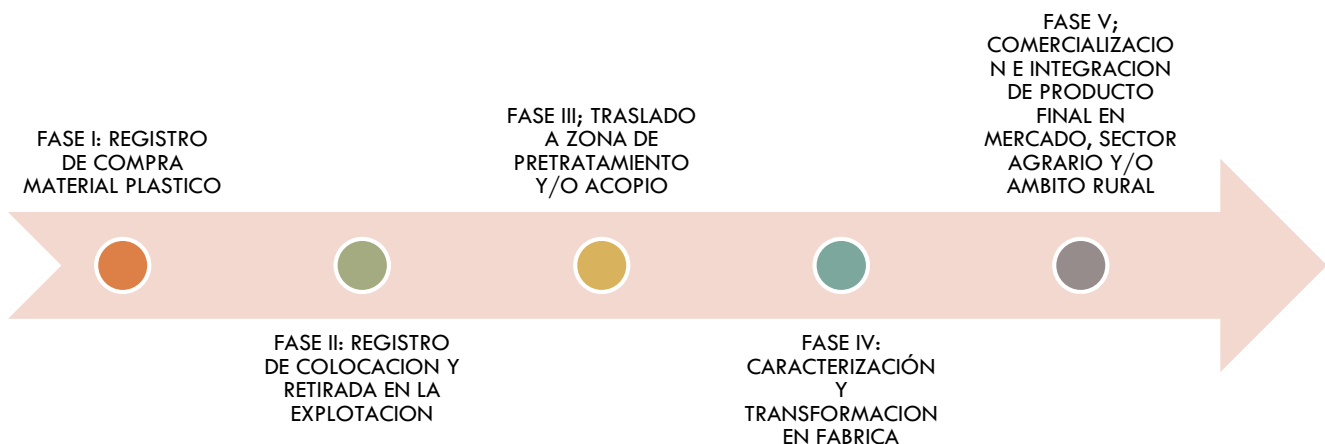 FASE I: REGISTRO
DE COMPRA
MATERIAL PLASTICO
FASE II: REGISTRO
DE COLOCACION Y
RETIRADA EN LA
EXPLOTACION
FASE III; TRASLADO
A ZONA DE
PRETRATAMIENTO
Y/O ACOPIO
FASE IV:
CARACTERIZACIÓN
Y
TRANSFORMACION
EN FABRICA
FASE V;
COMERCIALIZACIO
N E INTEGRACION
DE PRODUCTO
FINAL EN
MERCADO, SECTOR
AGRARIO Y/O
AMBITO RURAL